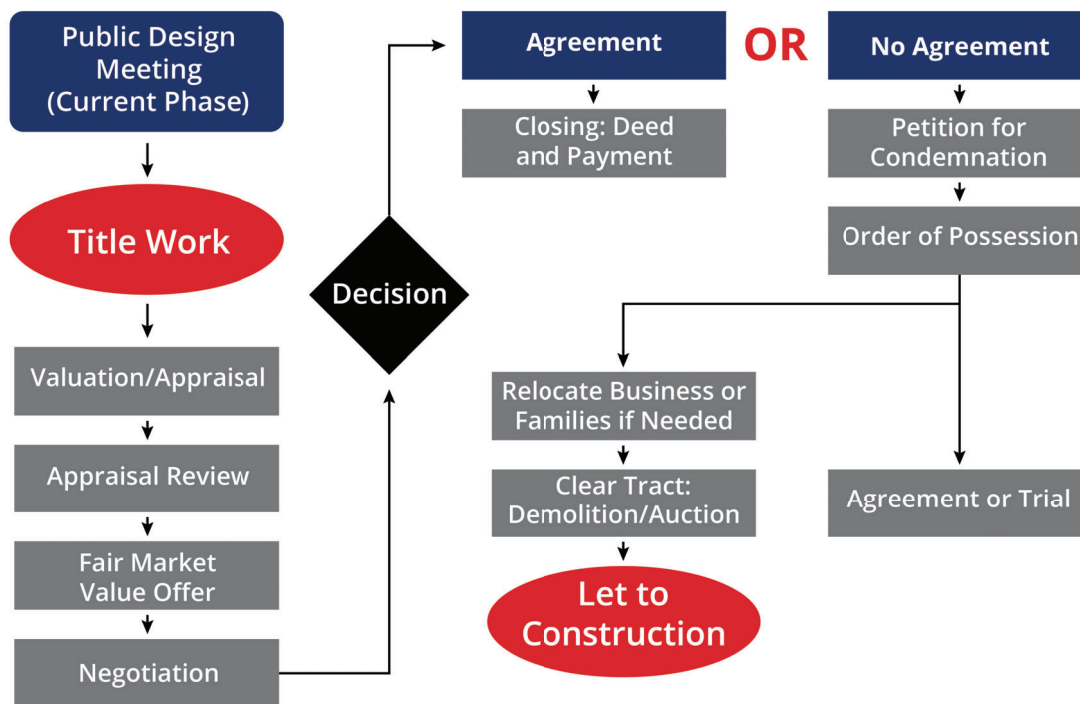 Public Design
Meeting
(Current Phase)
Title Work
Valuation/Appraisal
Appraisal Review
Fair Market
Value Offer
Negotiation
Decision
Agreement
OR
No Agreement
Closing: Deed
and Payment
Petition for
Condemnation
Order of Possession
Relocate Business or
Families if Needed
Clear Tract:
Demolition/Auction
Let to
Construction
Agreement or Trial